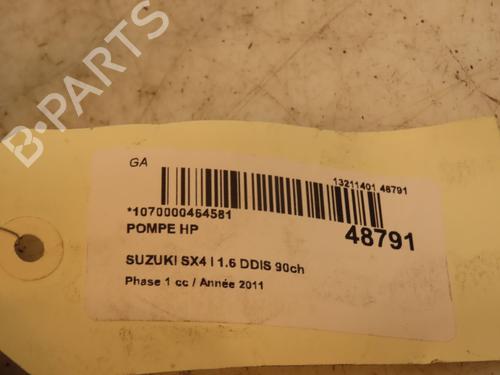 B-PARTS
GA
13211401 48791
*1070000464581
POMPE HP
48791
SUZUKI SX4 I 1.6 DDIS 90ch
Phase 1 cc / Année 2011